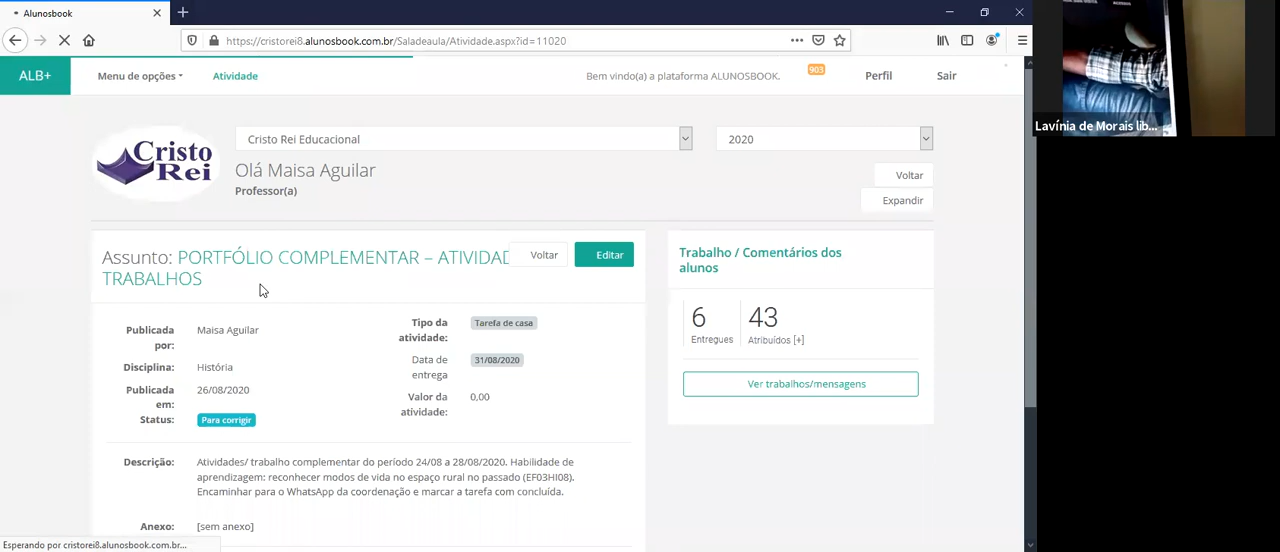 Alunosbook
https://cristorei8.alunosbook.com.br/Saladeaula/Atividade.aspx?id=11020
ALB+
Menu de opções
Atividade
Bem vindo(a) a plataforma ALUNOSBOOK.
903
Perfil
Sair
Cristo Rei
Cristo Rei Educacional
2020
Olá Maisa Aguilar
Professor(a)
Voltar
Expandir
Assunto: PORTFÓLIO COMPLEMENTAR – ATIVIDAD
TRABALHOS
Voltar
Editar
Publicada por:
Maisa Aguilar
Disciplina:
História
Publicada em:
26/08/2020
Status:
Para corrigir
Tipo da atividade:
Tarefa de casa
Data de entrega
31/08/2020
Valor da atividade:
0,00
Descrição:
Atividades/ trabalho complementar do período 24/08 a 28/08/2020. Habilidade de
aprendizagem: reconhecer modos de vida no espaço rural no passado (EF03HI08).
Encaminhar para o WhatsApp da coordenação e marcar a tarefa com concluída.
Anexo:
[sem anexo]
Trabalho / Comentários dos
alunos
6
Entregues
43
Atribuídos [+]
Ver trabalhos/mensagens
Esperando por cristorei8.alunosbook.com.br...
Lavínia de Morais lib...